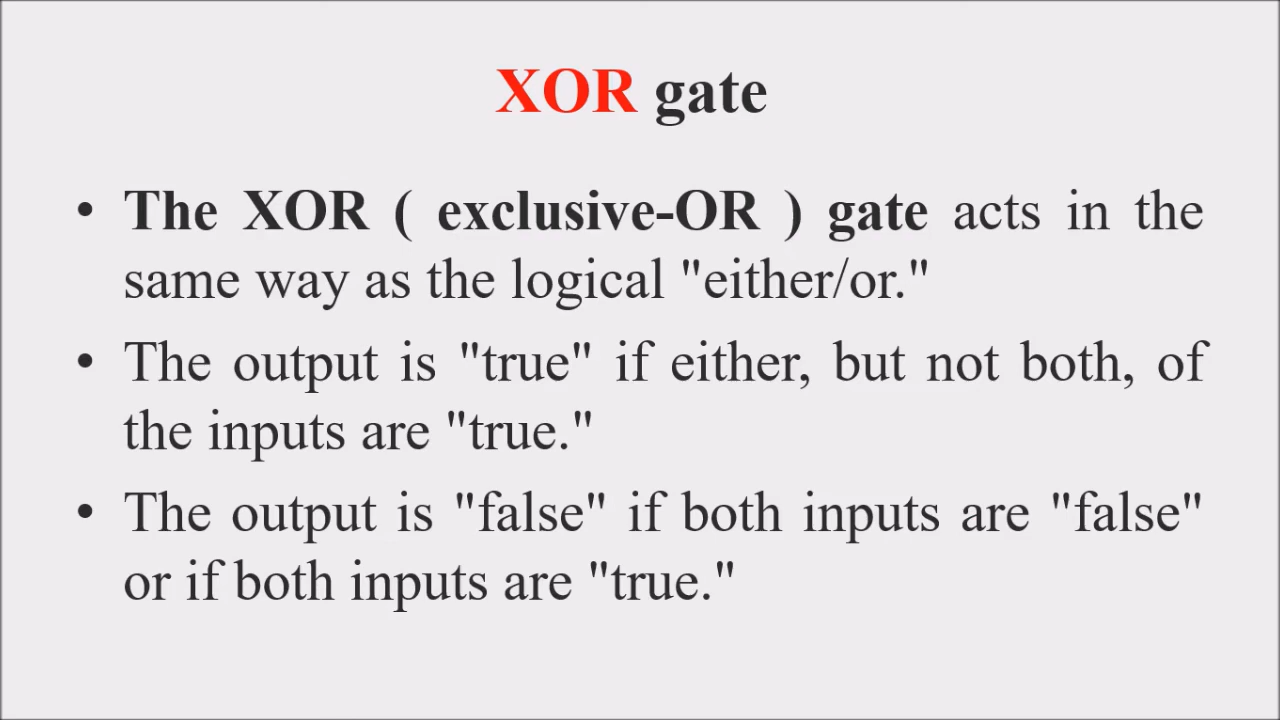 XOR gate
• The XOR ( exclusive-OR ) gate acts in the
same way as the logical "either/or."
• The output is "true" if either, but not both, of
the inputs are "true."
• The output is "false" if both inputs are "false"
or if both inputs are "true."